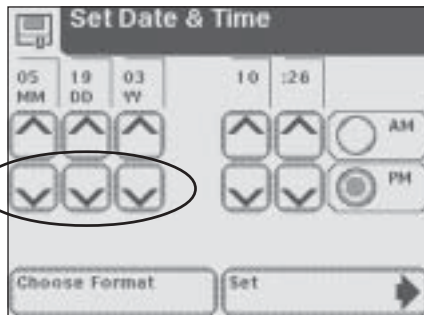 Set Date & Time
05 19 03 10 :26
MM DD YY
AM
PM
Choose Format Set